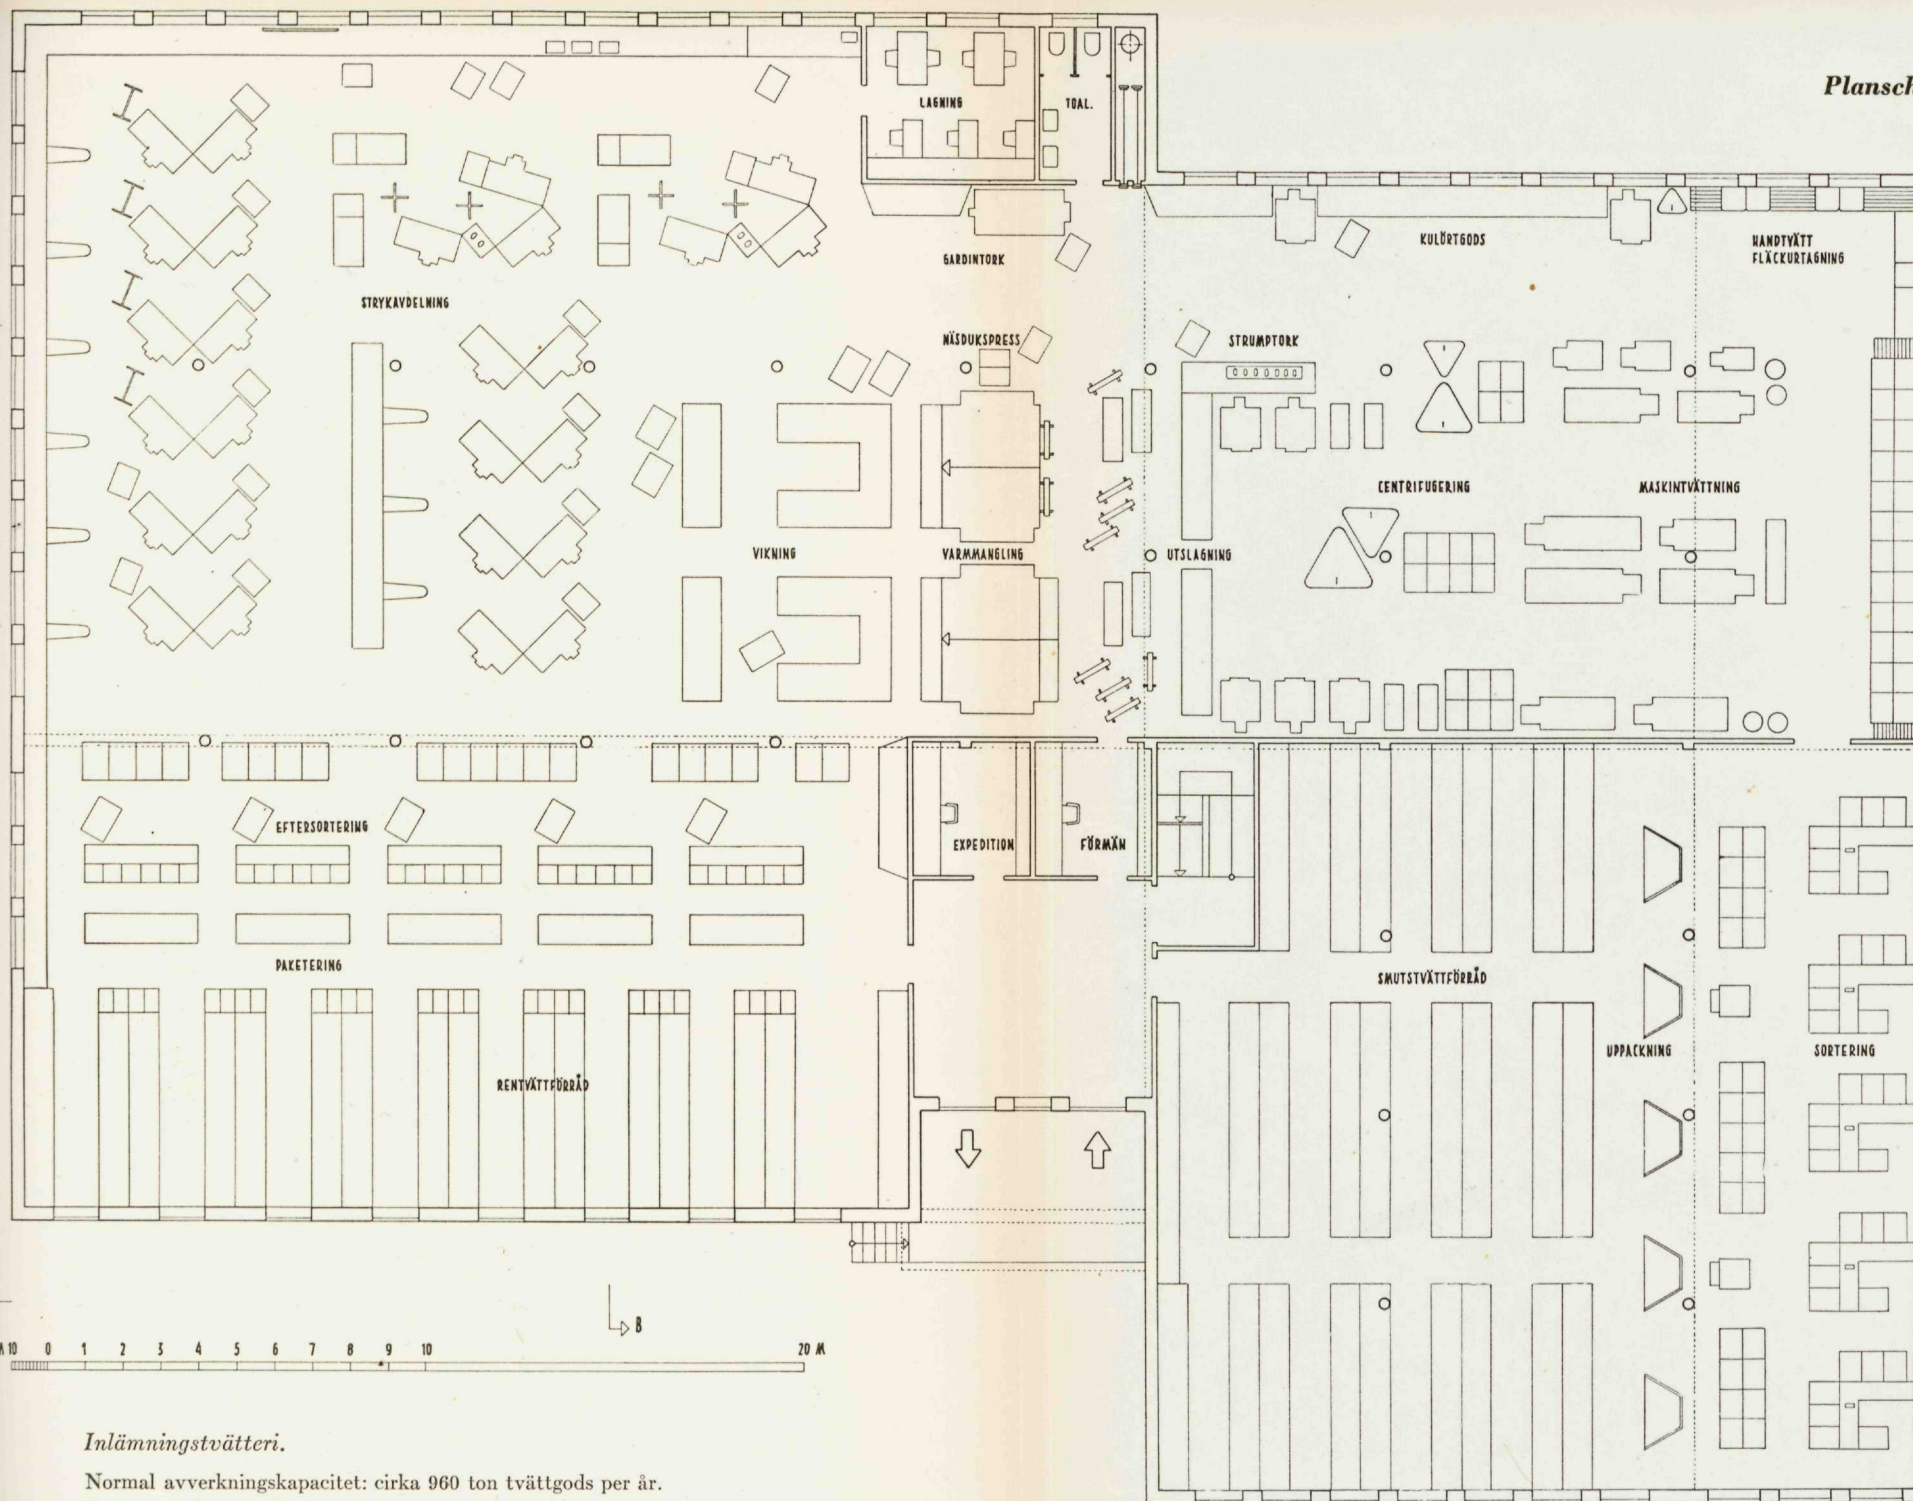 Plansch
LAGNING
TOAL.
KULÖRTGODS
HANDTVÄTT
FLÄCKURTAGNING
GARDINTORK
STRYKAVDELNING
NÄSDUKSPRESS
STRUMPTORK
CENTRIFUGERING
MASKINTVÄTTNING
VIKNING
VARMMANGLING
UTSLAGNING
EFTERSORTERING
EXPEDITION
FÖRMÄN
PAKETERING
SMUTSTVÄTTFÖRRÅD
UPPACKNING
SORTERING
RENTVÄTTFÖRRÅD
B
10 0 1 2 3 4 5 6 7 8 9 10 20 M
Inlämningstvätteri.
Normal avverkningskapacitet: cirka 960 ton tvättgods per år.